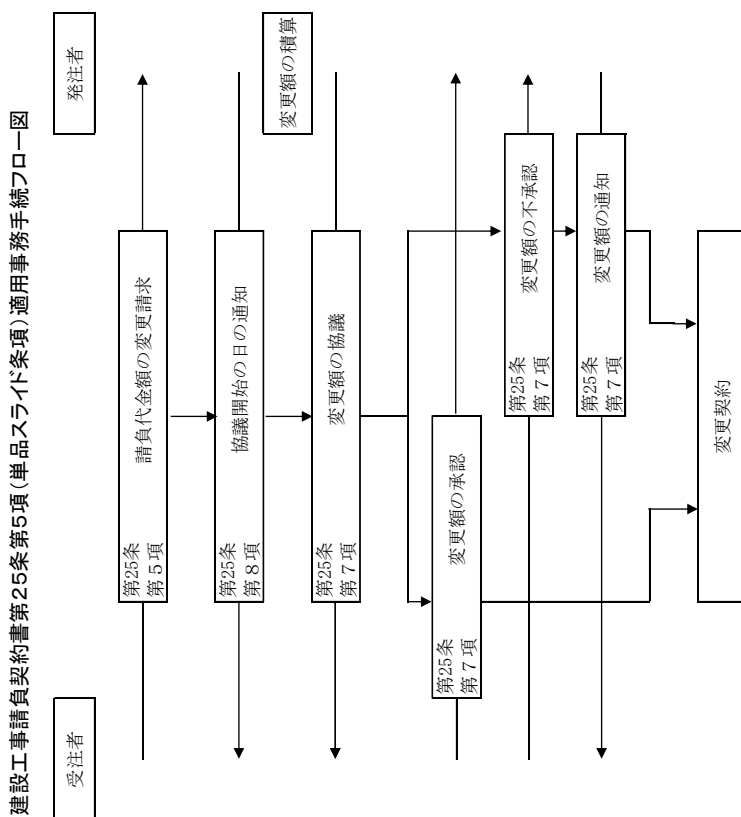 建設工事請負契約書第25条第5項(単品スライド条項)適用事務手続フロー図
受注者
発注者
第25条
第5項
請負代金額の変更請求
第25条
第8項
協議開始の日の通知
変更額の積算
第25条
第7項
変更額の協議
第25条
第7項
変更額の承認
第25条
第7項
変更額の不承認
第25条
第7項
変更額の通知
変更契約